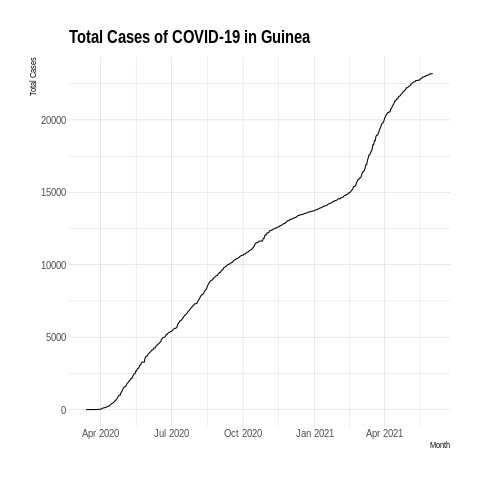 Total Cases of COVID-19 in Guinea
Total Cases
20000
15000
10000
5000
0
Apr 2020 Jul 2020 Oct 2020 Jan 2021 Apr 2021
Month